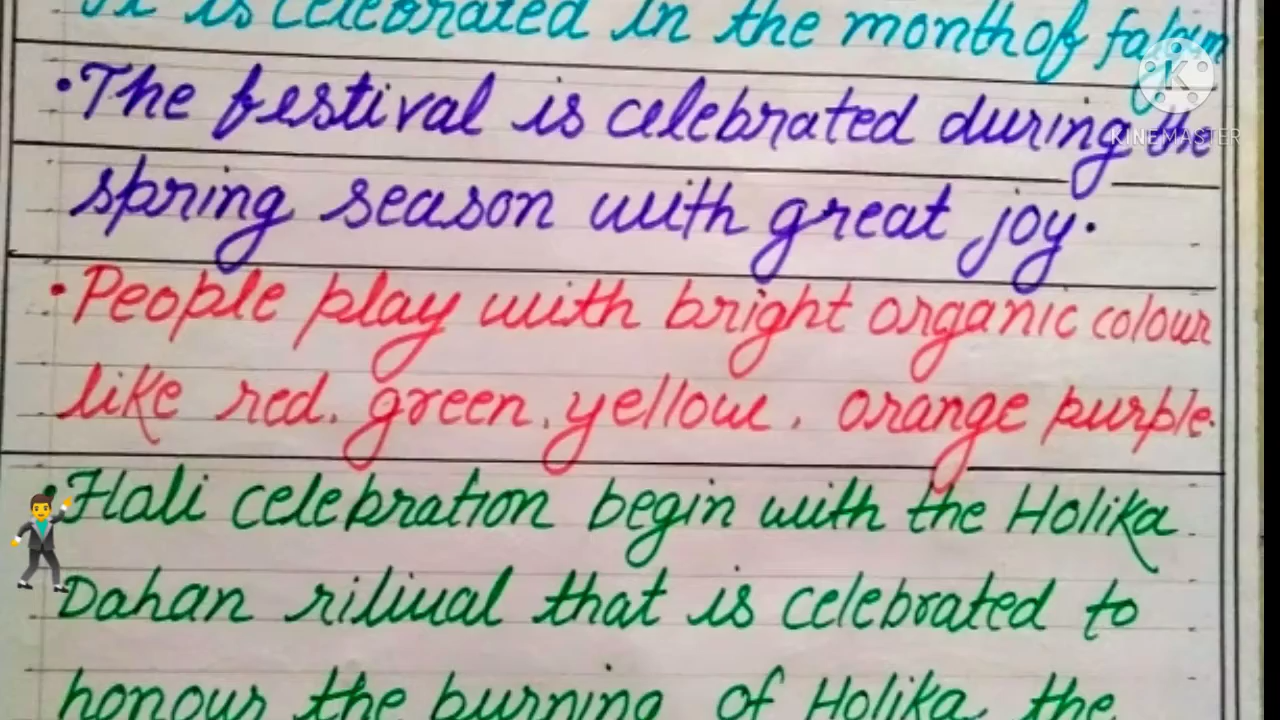 It is celebrated in the month of falgun
•The festival is celebrated during the
spring season with great joy.
•People play with bright organic colour
like red. green. yellow. orange purple.
•Holi celebration begin with the Holika
Dahan riliual that is celebrated to
honour the burning of Holika, the
KINEMASTER